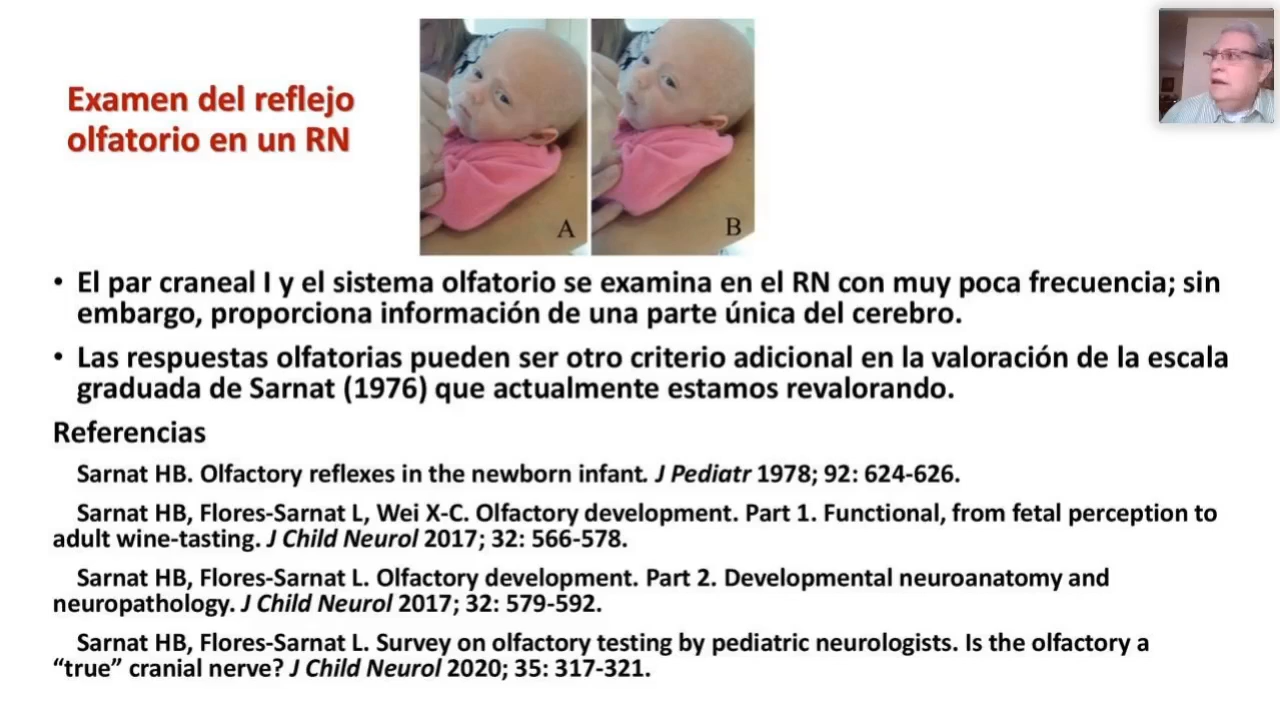 Examen del reflejo
olfatorio en un RN
A
B
• El par craneal I y el sistema olfatorio se examina en el RN con muy poca frecuencia; sin
embargo, proporciona información de una parte única del cerebro.
• Las respuestas olfatorias pueden ser otro criterio adicional en la valoración de la escala
graduada de Sarnat (1976) que actualmente estamos revalorando.
Referencias
Sarnat HB. Olfactory reflexes in the newborn infant. J Pediatr 1978; 92: 624-626.
Sarnat HB, Flores-Sarnat L, Wei X-C. Olfactory development. Part 1. Functional, from fetal perception to
adult wine-tasting. J Child Neurol 2017; 32: 566-578.
Sarnat HB, Flores-Sarnat L. Olfactory development. Part 2. Developmental neuroanatomy and
neuropathology. J Child Neurol 2017; 32: 579-592.
Sarnat HB, Flores-Sarnat L. Survey on olfactory testing by pediatric neurologists. Is the olfactory a
“true” cranial nerve? J Child Neurol 2020; 35: 317-321.